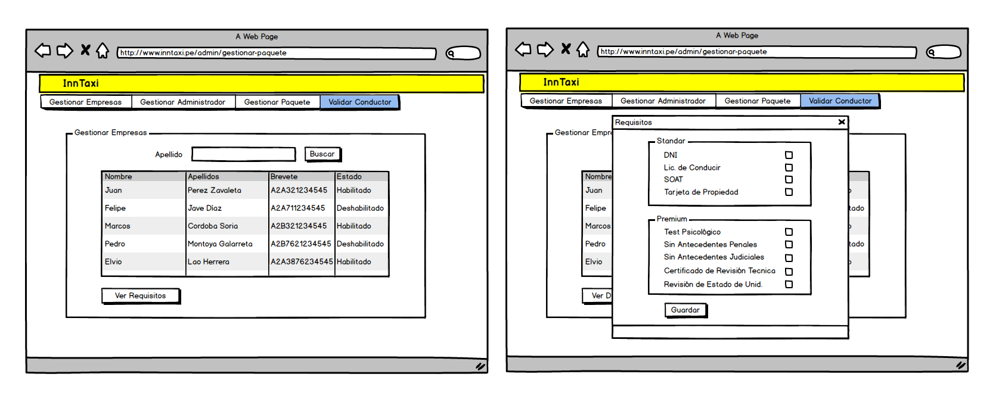 A Web Page
http://www.inntaxi.pe/admin/gestionar-paquete
InnTaxi
Gestionar Empresas Gestionar Administrador Gestionar Paquete Validar Conductor
Gestionar Empresas
Apellido Buscar
Nombre Apellidos Brevete Estado
Juan Perez Zavaleta A2A321234545 Habilitado
Felipe Jave Díaz A2A711234545 Deshabilitado
Marcos Cordoba Soria A2B321234545 Habilitado
Pedro Montoya Galarreta A2B7621234545 Deshabilitado
Elvio Lao Herrera A2A3876234545 Habilitado
Ver Requisitos
A Web Page
http://www.inntaxi.pe/admin/gestionar-paquete
InnTaxi
Gestionar Empresas Gestionar Administrador Gestionar Paquete Validar Conductor
Gestionar Empr
Nombre
Juan
Felipe tado
Marcos
Pedro tado
Elvio
Ver D
Requisitos
Standar
DNI
Lic. de Conducir
SOAT
Tarjeta de Propiedad
Premium
Test Psicológico
Sin Antecedentes Penales
Sin Antecedentes Judiciales
Certificado de Revisión Tecnica
Revisión de Estado de Unid.
Guardar